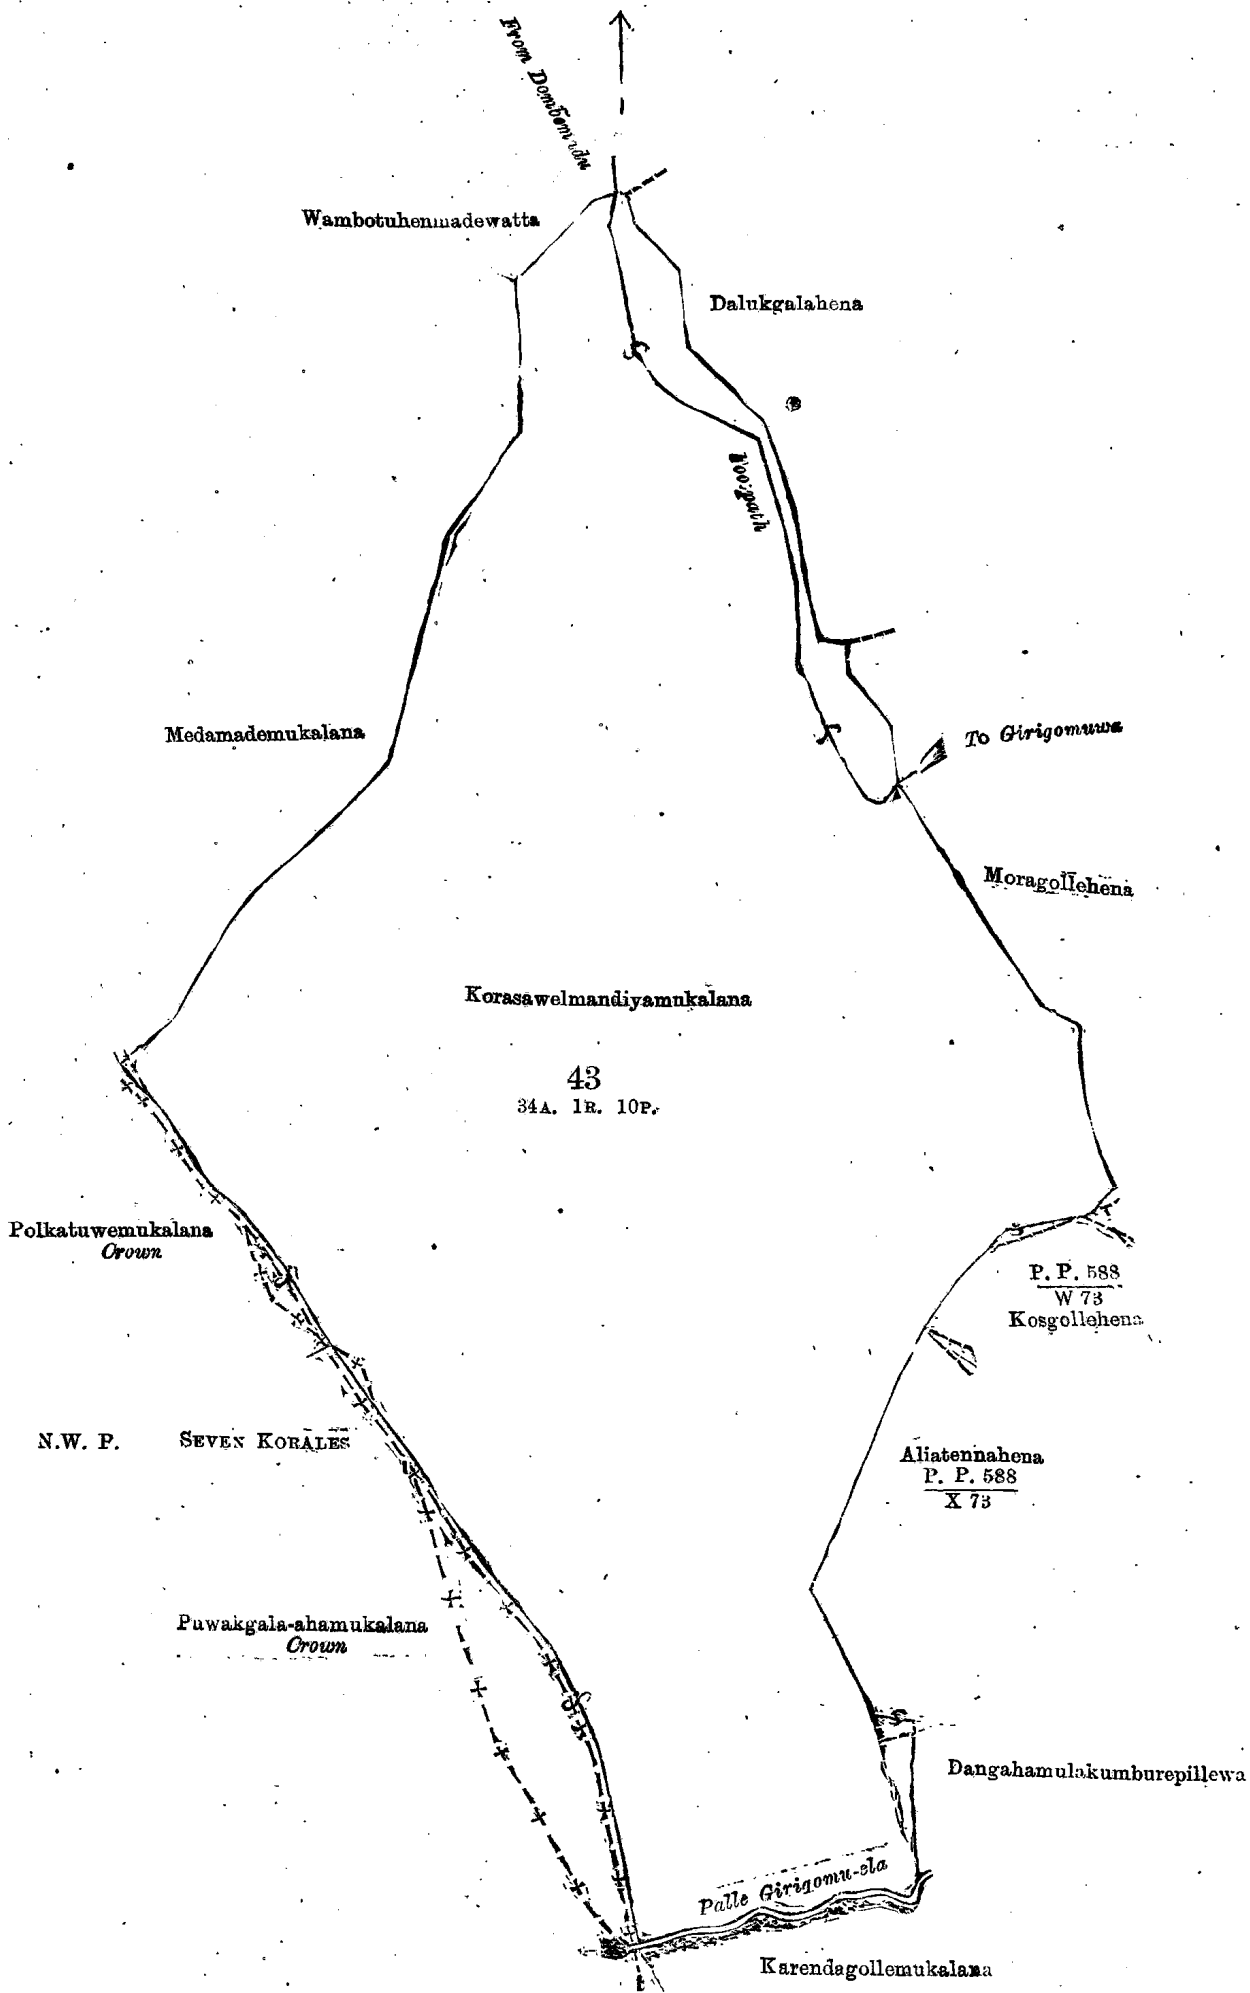 From
Wambotuhenmadewatta
Dalukgalahena
Footpath
Medamademukalana
To Girigomuwa
Moragollehena
Korasawelmandiyamukalana
43
34A. 1R. 10P.
Polkatuwemukalana
Crown
P. P. 588
W 73
Kosgollehena
N.W. P. SEVEN KORALES
Aliatennahena
P. P. 588
X 73
Puwakgala-ahamukalana
Crown
Dangahamulakumburepillewa
Palle Girigomu-ela
Karendagollemukalana